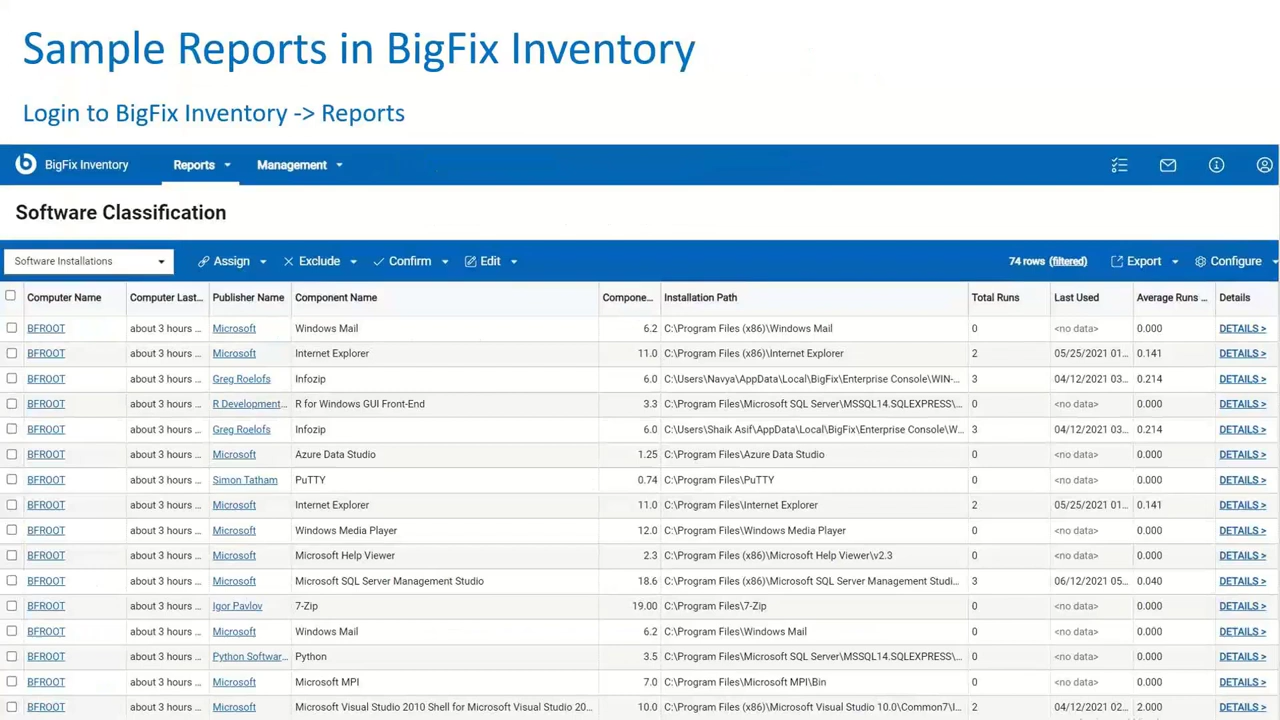 Sample Reports in BigFix Inventory
Login to BigFix Inventory -> Reports
BigFix Inventory Reports Management
Software Classification
Software Installations Assign Exclude Confirm Edit 74 rows (filtered) Export Configure
Computer Name Computer Last... Publisher Name Component Name Compone... Installation Path Total Runs Last Used Average Runs ... Details
BFROOT about 3 hours ... Microsoft Windows Mail 6.2 C:\Program Files (x86)\Windows Mail 0 <no data> 0.000 DETAILS >
BFROOT about 3 hours ... Microsoft Internet Explorer 11.0 C:\Program Files (x86)\Internet Explorer 2 05/25/2021 01... 0.141 DETAILS >
BFROOT about 3 hours ... Greg Roelofs Infozip 6.0 C:\Users\Navya\AppData\Local\BigFix\Enterprise Console\WIN-... 3 04/12/2021 03... 0.214 DETAILS >
BFROOT about 3 hours ... R Development... R for Windows GUI Front-End 3.3 C:\Program Files\Microsoft SQL Server\MSSQL14.SQLEXPRESS\... 0 <no data> 0.000 DETAILS >
BFROOT about 3 hours ... Greg Roelofs Infozip 6.0 C:\Users\Shaik Asif\AppData\Local\BigFix\Enterprise Console\W... 3 04/12/2021 03... 0.214 DETAILS >
BFROOT about 3 hours ... Microsoft Azure Data Studio 1.25 C:\Program Files\Azure Data Studio 0 <no data> 0.000 DETAILS >
BFROOT about 3 hours ... Simon Tatham PuTTY 0.74 C:\Program Files\PuTTY 0 <no data> 0.000 DETAILS >
BFROOT about 3 hours ... Microsoft Internet Explorer 11.0 C:\Program Files\Internet Explorer 2 05/25/2021 01... 0.141 DETAILS >
BFROOT about 3 hours ... Microsoft Windows Media Player 12.0 C:\Program Files\Windows Media Player 0 <no data> 0.000 DETAILS >
BFROOT about 3 hours ... Microsoft Microsoft Help Viewer 2.3 C:\Program Files (x86)\Microsoft Help Viewer\v2.3 0 <no data> 0.000 DETAILS >
BFROOT about 3 hours ... Microsoft Microsoft SQL Server Management Studio 18.6 C:\Program Files (x86)\Microsoft SQL Server Management Studi... 3 06/12/2021 05... 0.040 DETAILS >
BFROOT about 3 hours ... Igor Pavlov 7-Zip 19.00 C:\Program Files\7-Zip 0 <no data> 0.000 DETAILS >
BFROOT about 3 hours ... Microsoft Windows Mail 6.2 C:\Program Files\Windows Mail 0 <no data> 0.000 DETAILS >
BFROOT about 3 hours ... Python Softwar... Python 3.5 C:\Program Files\Microsoft SQL Server\MSSQL14.SQLEXPRESS\... 0 <no data> 0.000 DETAILS >
BFROOT about 3 hours ... Microsoft Microsoft MPI 7.0 C:\Program Files\Microsoft MPI\Bin 0 <no data> 0.000 DETAILS >
BFROOT about 3 hours ... Microsoft Microsoft Visual Studio 2010 Shell for Microsoft Visual Studio 20... 10.0 C:\Program Files (x86)\Microsoft Visual Studio 10.0\Common7\I... 2 04/12/2021 02... 2.000 DETAILS >